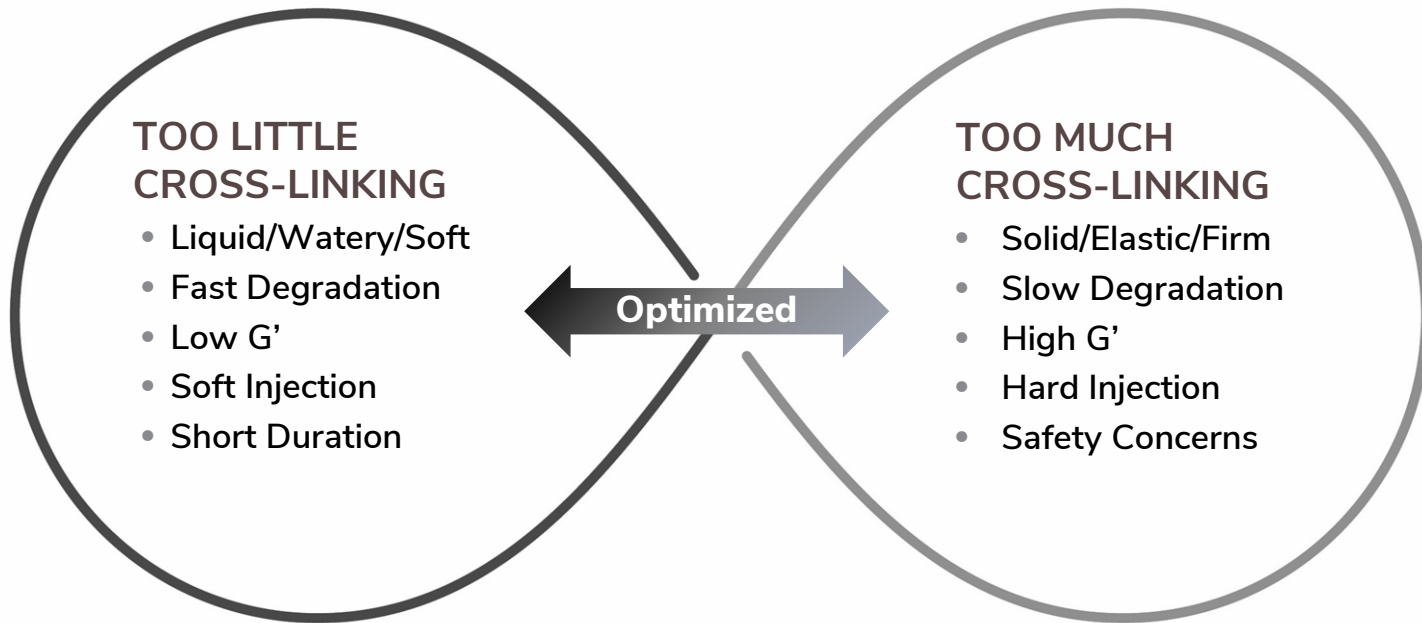 TOO LITTLE
CROSS-LINKING
• Liquid/Watery/Soft
• Fast Degradation
• Low G’
• Soft Injection
• Short Duration
Optimized
TOO MUCH
CROSS-LINKING
• Solid/Elastic/Firm
• Slow Degradation
• High G’
• Hard Injection
• Safety Concerns